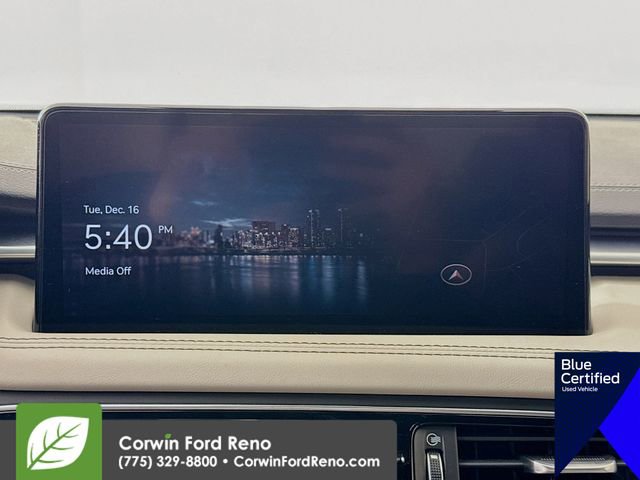 Tue, Dec. 16
5:40 PM
Media Off
Blue
Certified
Used Vehicle
Corwin Ford Reno
(775) 329-8800 • CorwinFordReno.com